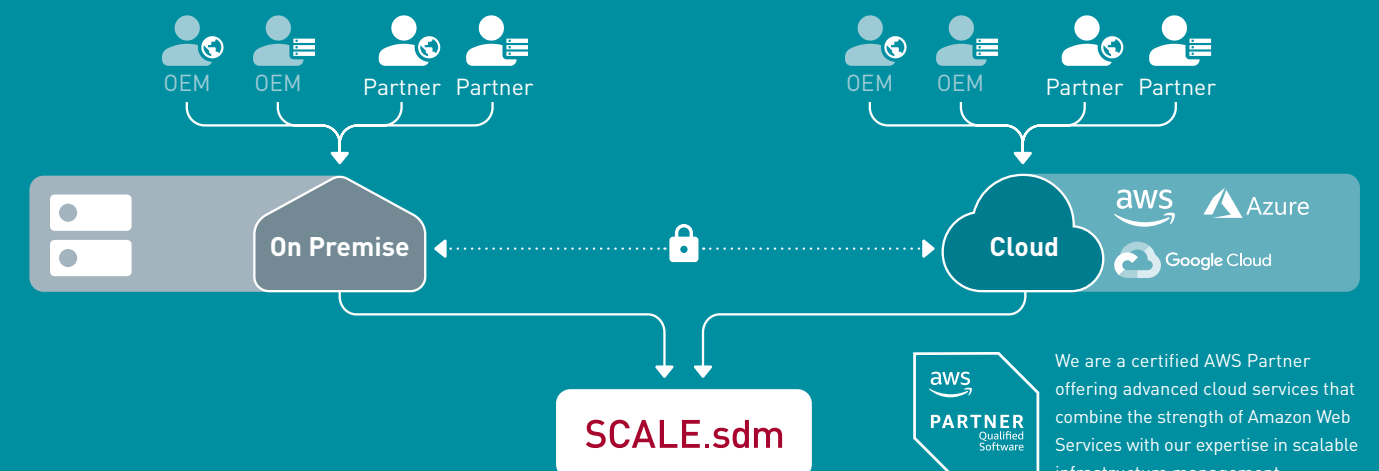 OEM OEM Partner Partner
OEM OEM Partner Partner
On Premise
Cloud
aws Azure
Google Cloud
SCALE.sdm
aws
PARTNER
Qualified
Software
We are a certified AWS Partner
offering advanced cloud services that
combine the strength of Amazon Web
Services with our expertise in scalable
infrastructure management